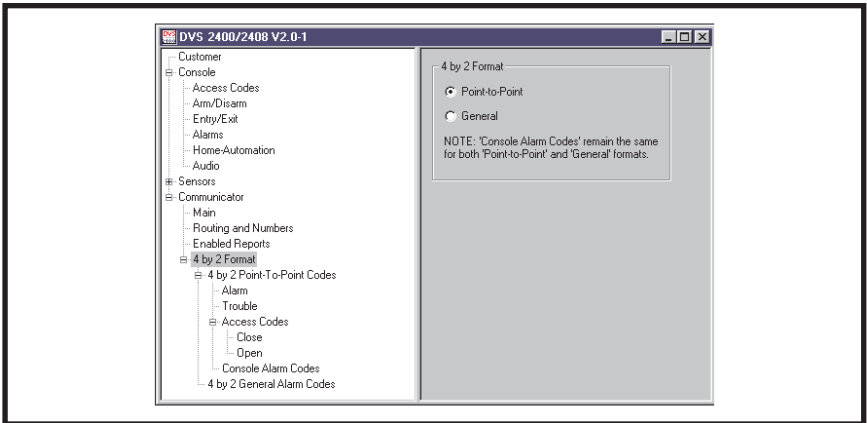 DVS 2400/2408 V2.0-1
Customer
Console
Access Codes
Arm/Disarm
Entry/Exit
Alarms
Home-Automation
Audio
Sensors
Communicator
Main
Routing and Numbers
Enabled Reports
4 by 2 Format
4 by 2 Point-To-Point Codes
Alarm
Trouble
Access Codes
Close
Open
Console Alarm Codes
4 by 2 General Alarm Codes
4 by 2 Format
Point-to-Point
General
NOTE: 'Console Alarm Codes' remain the same
for both 'Point-to-Point' and 'General' formats.